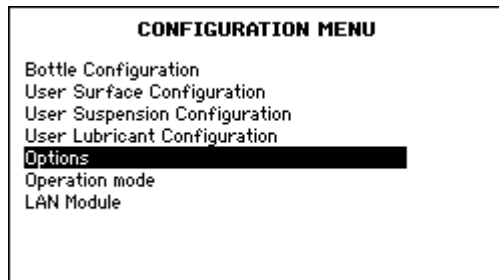 CONFIGURATION MENU
Bottle Configuration
User Surface Configuration
User Suspension Configuration
User Lubricant Configuration
Options
Operation mode
LAN Module